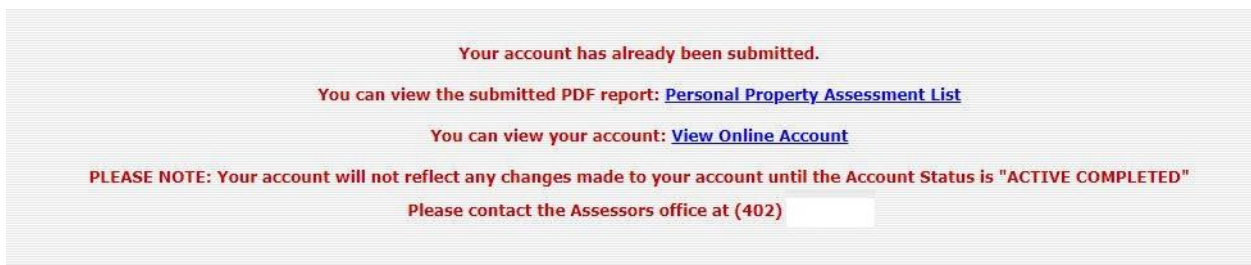 Your account has already been submitted.
You can view the submitted PDF report: Personal Property Assessment List
You can view your account: View Online Account
PLEASE NOTE: Your account will not reflect any changes made to your account until the Account Status is "ACTIVE COMPLETED"
Please contact the Assessors office at (402)